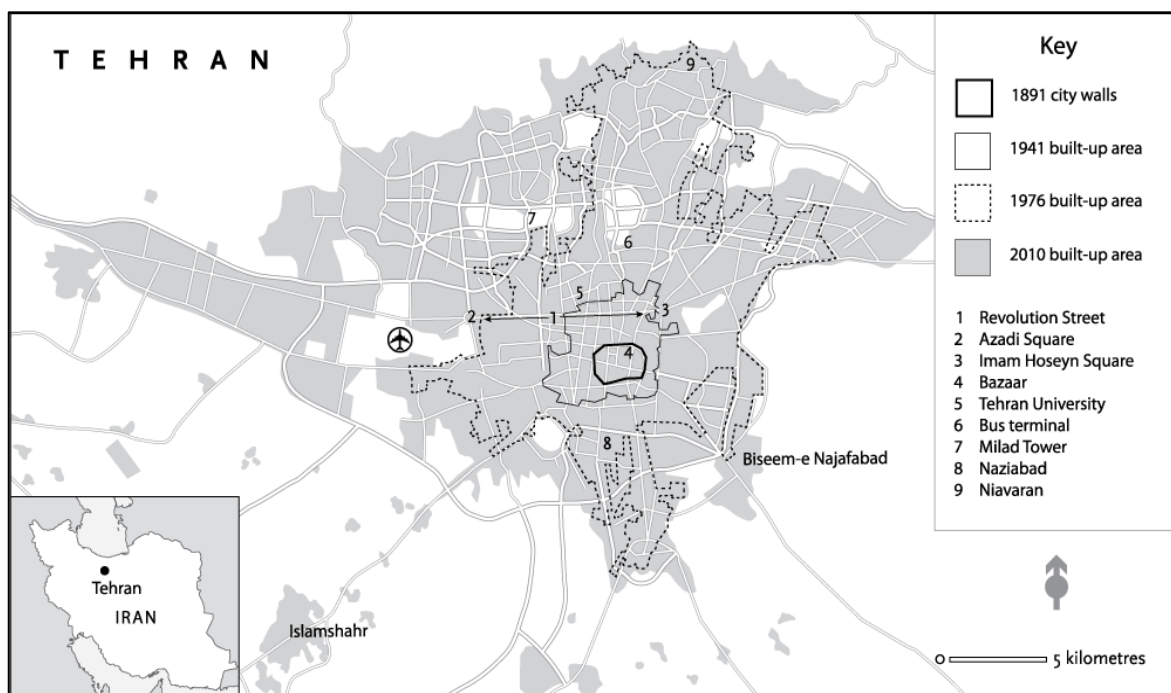 TEHRAN
Key
1891 city walls
1941 built-up area
1976 built-up area
2010 built-up area
1 Revolution Street
2 Azadi Square
3 Imam Hoseyn Square
4 Bazaar
5 Tehran University
6 Bus terminal
7 Milad Tower
8 Naziabad
9 Niavaran
9
7
6
5
2
1
3
4
8
Biseem-e Najafabad
Islamshahr
Tehran
IRAN
5 kilometres